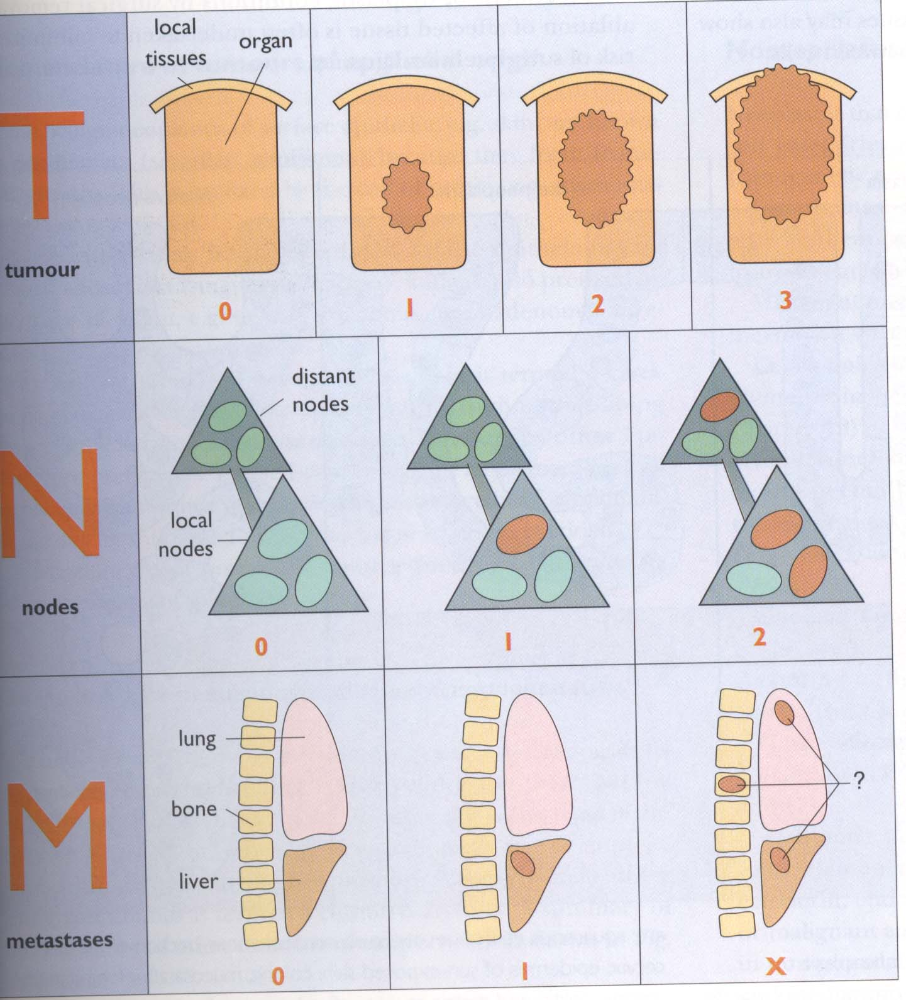 local
tissues
organ
T
tumour
0
1
2
3
distant
nodes
local
nodes
N
nodes
0
1
2
lung
bone
liver
?
M
metastases
0
1
X